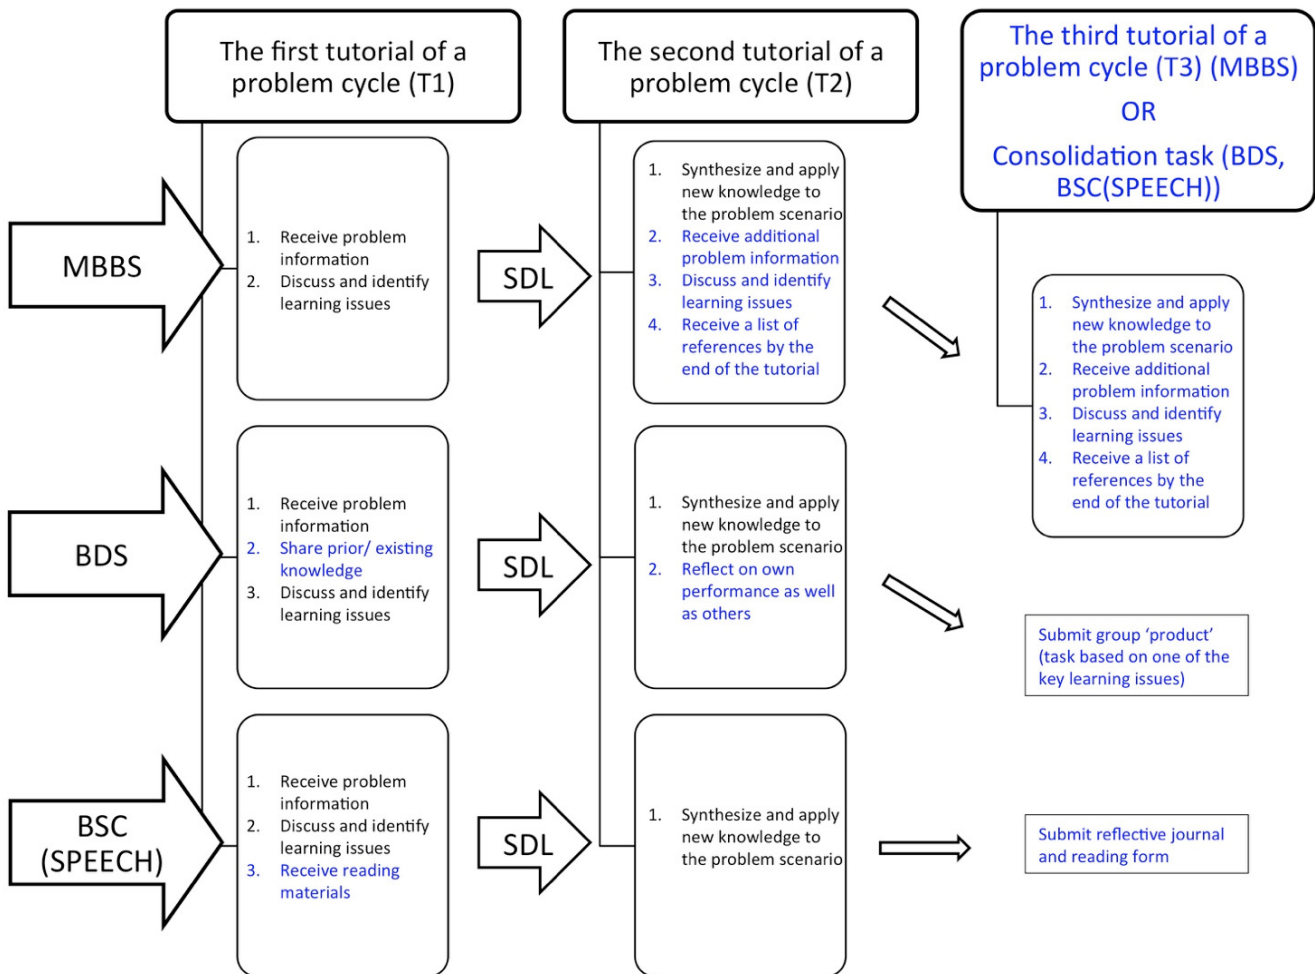 The first tutorial of a
problem cycle (T1)
The second tutorial of a
problem cycle (T2)
The third tutorial of a
problem cycle (T3) (MBBS)
OR
Consolidation task (BDS,
BSC(SPEECH))
MBBS
1. Receive problem
information
2. Discuss and identify
learning issues
SDL
1. Synthesize and apply
new knowledge to
the problem scenario
2. Receive additional
problem information
3. Discuss and identify
learning issues
4. Receive a list of
references by the
end of the tutorial
1. Synthesize and apply
new knowledge to
the problem scenario
2. Receive additional
problem information
3. Discuss and identify
learning issues
4. Receive a list of
references by the
end of the tutorial
BDS
1. Receive problem
information
2. Share prior/ existing
knowledge
3. Discuss and identify
learning issues
SDL
1. Synthesize and apply
new knowledge to
the problem scenario
2. Reflect on own
performance as well
as others
Submit group ‘product’
(task based on one of the
key learning issues)
BSC
(SPEECH)
1. Receive problem
information
2. Discuss and identify
learning issues
3. Receive reading
materials
SDL
1. Synthesize and apply
new knowledge to
the problem scenario
Submit reflective journal
and reading form